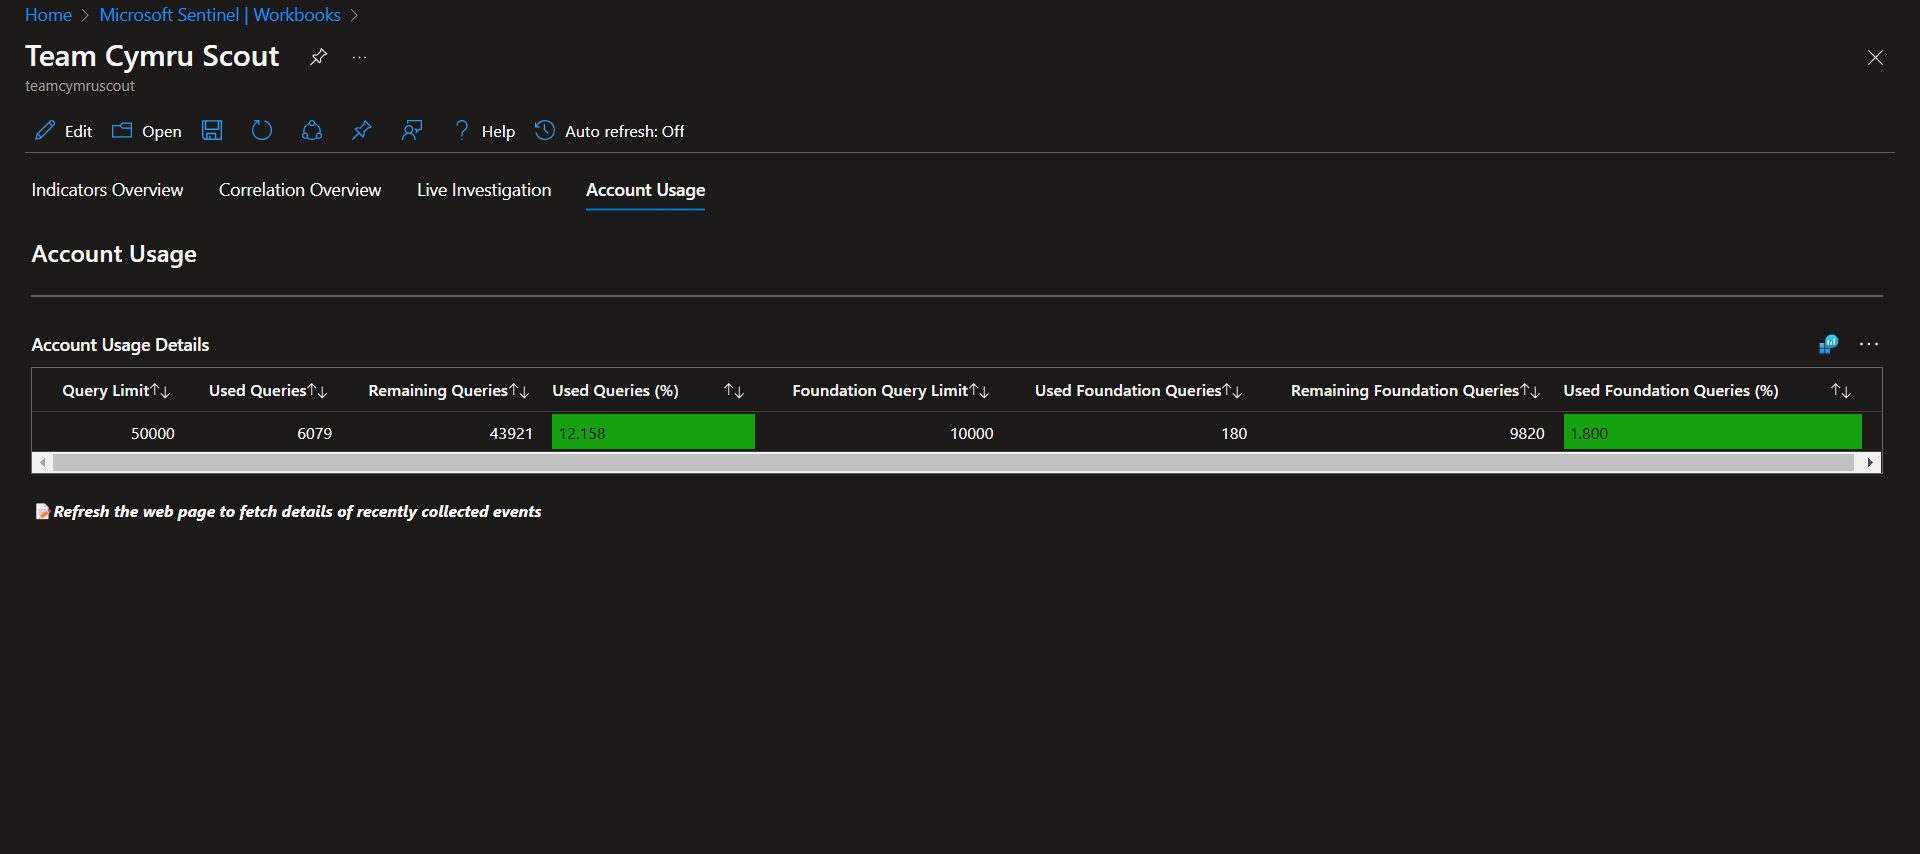 Home > Microsoft Sentinel | Workbooks >
Team Cymru Scout ...
teamcymruscout
Edit Open Help Auto refresh: Off
Indicators Overview Correlation Overview Live Investigation Account Usage
Account Usage
Account Usage Details ...
Query Limit↑↓ Used Queries↑↓ Remaining Queries↑↓ Used Queries (%) ↑↓ Foundation Query Limit↑↓ Used Foundation Queries↑↓ Remaining Foundation Queries↑↓ Used Foundation Queries (%) ↑↓
50000 6079 43921 12.158 10000 180 9820 1.800
📝Refresh the web page to fetch details of recently collected events